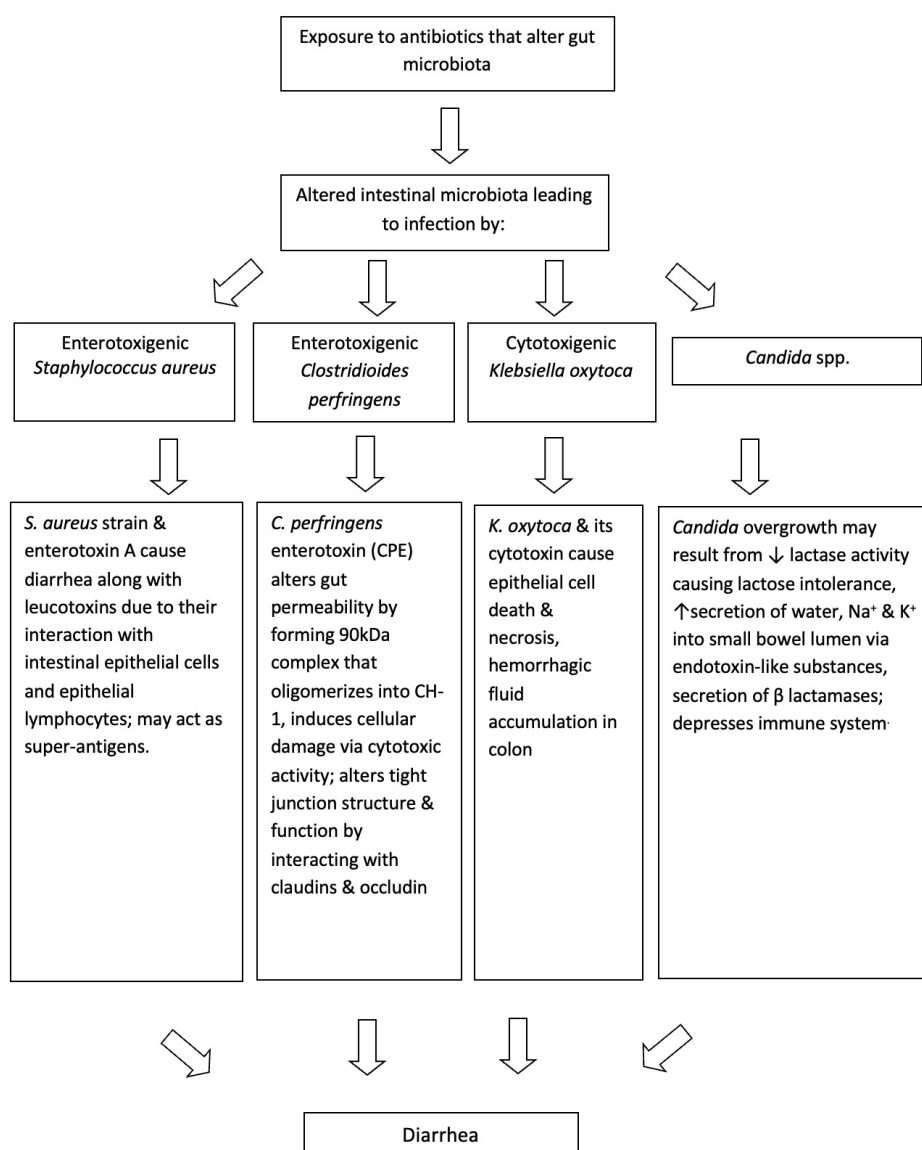 Exposure to antibiotics that alter gut
microbiota
Altered intestinal microbiota leading
to infection by:
Enterotoxigenic
Staphylococcus aureus
Enterotoxigenic
Clostridioides
perfringens
Cytotoxigenic
Klebsiella oxytoca
Candida spp.
S. aureus strain &
enterotoxin A cause
diarrhea along with
leucotoxins due to their
interaction with
intestinal epithelial cells
and epithelial
lymphocytes; may act as
super-antigens.
C. perfringens
enterotoxin (CPE)
alters gut
permeability by
forming 90kDa
complex that
oligomerizes into CH-
1, induces cellular
damage via cytotoxic
activity; alters tight
junction structure &
function by
interacting with
claudins & occludin
K. oxytoca & its
cytotoxin cause
epithelial cell
death &
necrosis,
hemorrhagic
fluid
accumulation in
colon
Candida overgrowth may
result from ↓ lactase activity
causing lactose intolerance,
↑secretion of water, Na⁺ & K⁺
into small bowel lumen via
endotoxin-like substances,
secretion of β lactamases;
depresses immune system.
Diarrhea